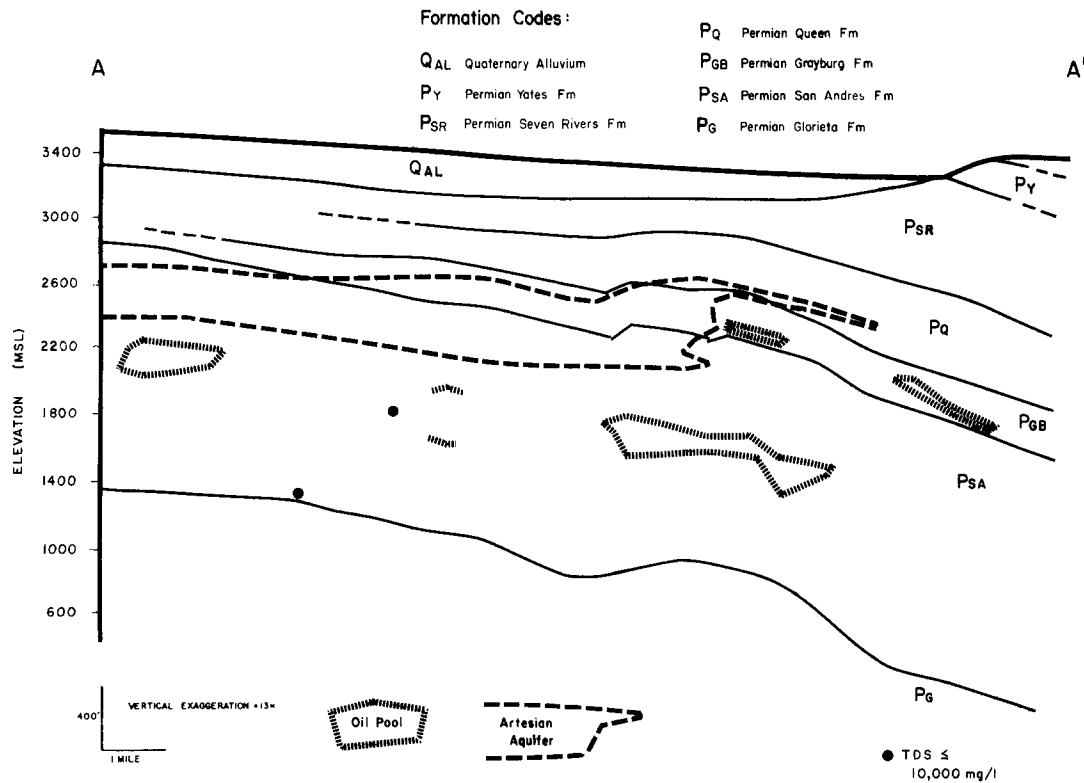 Formation Codes:
QAL Quaternary Alluvium
PY Permian Yates Fm
PSR Permian Seven Rivers Fm
PQ Permian Queen Fm
PGB Permian Grayburg Fm
PSA Permian San Andres Fm
PG Permian Glorieta Fm
A
A'
ELEVATION (MSL)
3400
3000
2600
2200
1800
1400
1000
600
QAL
PY
PSR
PQ
PGB
PSA
PG
400'
1 MILE
VERTICAL EXAGGERATION =13×
Oil Pool
Artesian
Aquifer
TDS ≤
10,000 mg/l